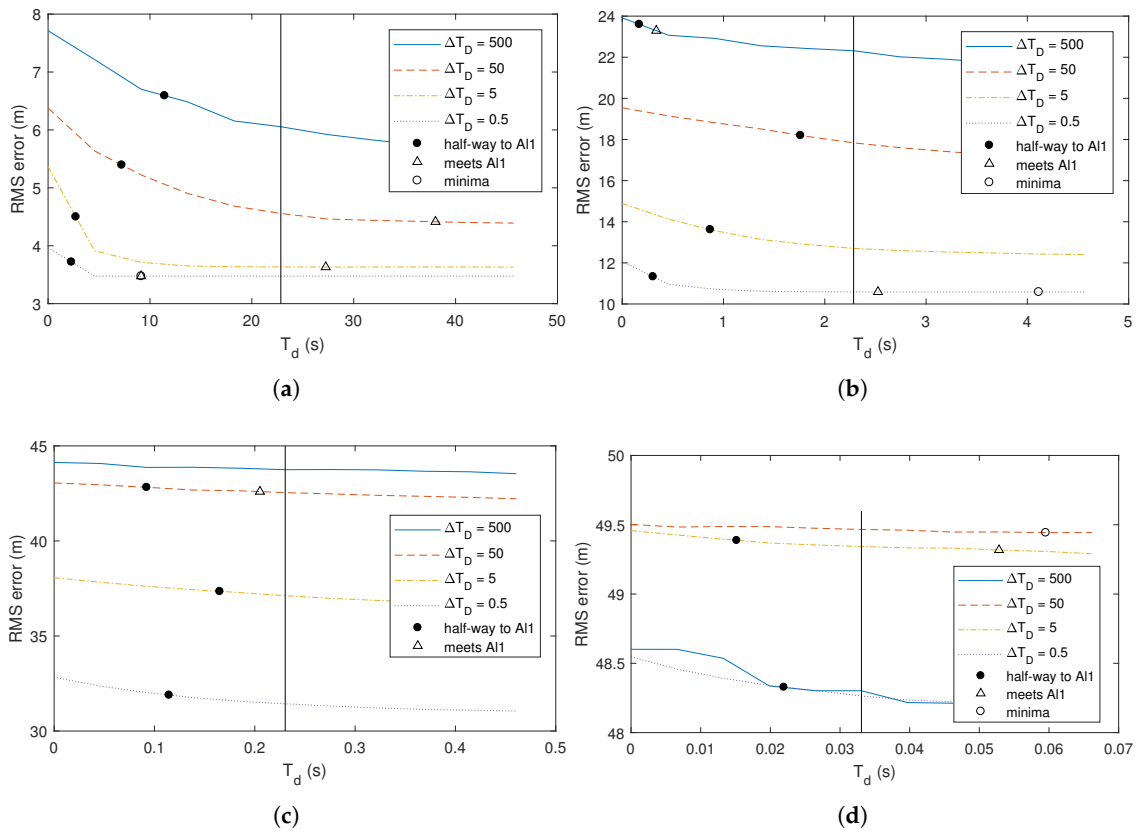 8
7
6
5
4
3
RMS error (m)
0 10 20 30 40 50
T_d (s)
ΔT_D = 500
ΔT_D = 50
ΔT_D = 5
ΔT_D = 0.5
half-way to Al1
meets Al1
minima
(a)
24
22
20
18
16
14
12
10
RMS error (m)
0 1 2 3 4 5
T_d (s)
ΔT_D = 500
ΔT_D = 50
ΔT_D = 5
ΔT_D = 0.5
half-way to Al1
meets Al1
minima
(b)
45
40
35
30
RMS error (m)
0 0.1 0.2 0.3 0.4 0.5
T_d (s)
ΔT_D = 500
ΔT_D = 50
ΔT_D = 5
ΔT_D = 0.5
half-way to Al1
meets Al1
(c)
50
49.5
49
48.5
48
RMS error (m)
0 0.01 0.02 0.03 0.04 0.05 0.06 0.07
T_d (s)
ΔT_D = 500
ΔT_D = 50
ΔT_D = 5
ΔT_D = 0.5
half-way to Al1
meets Al1
minima
(d)